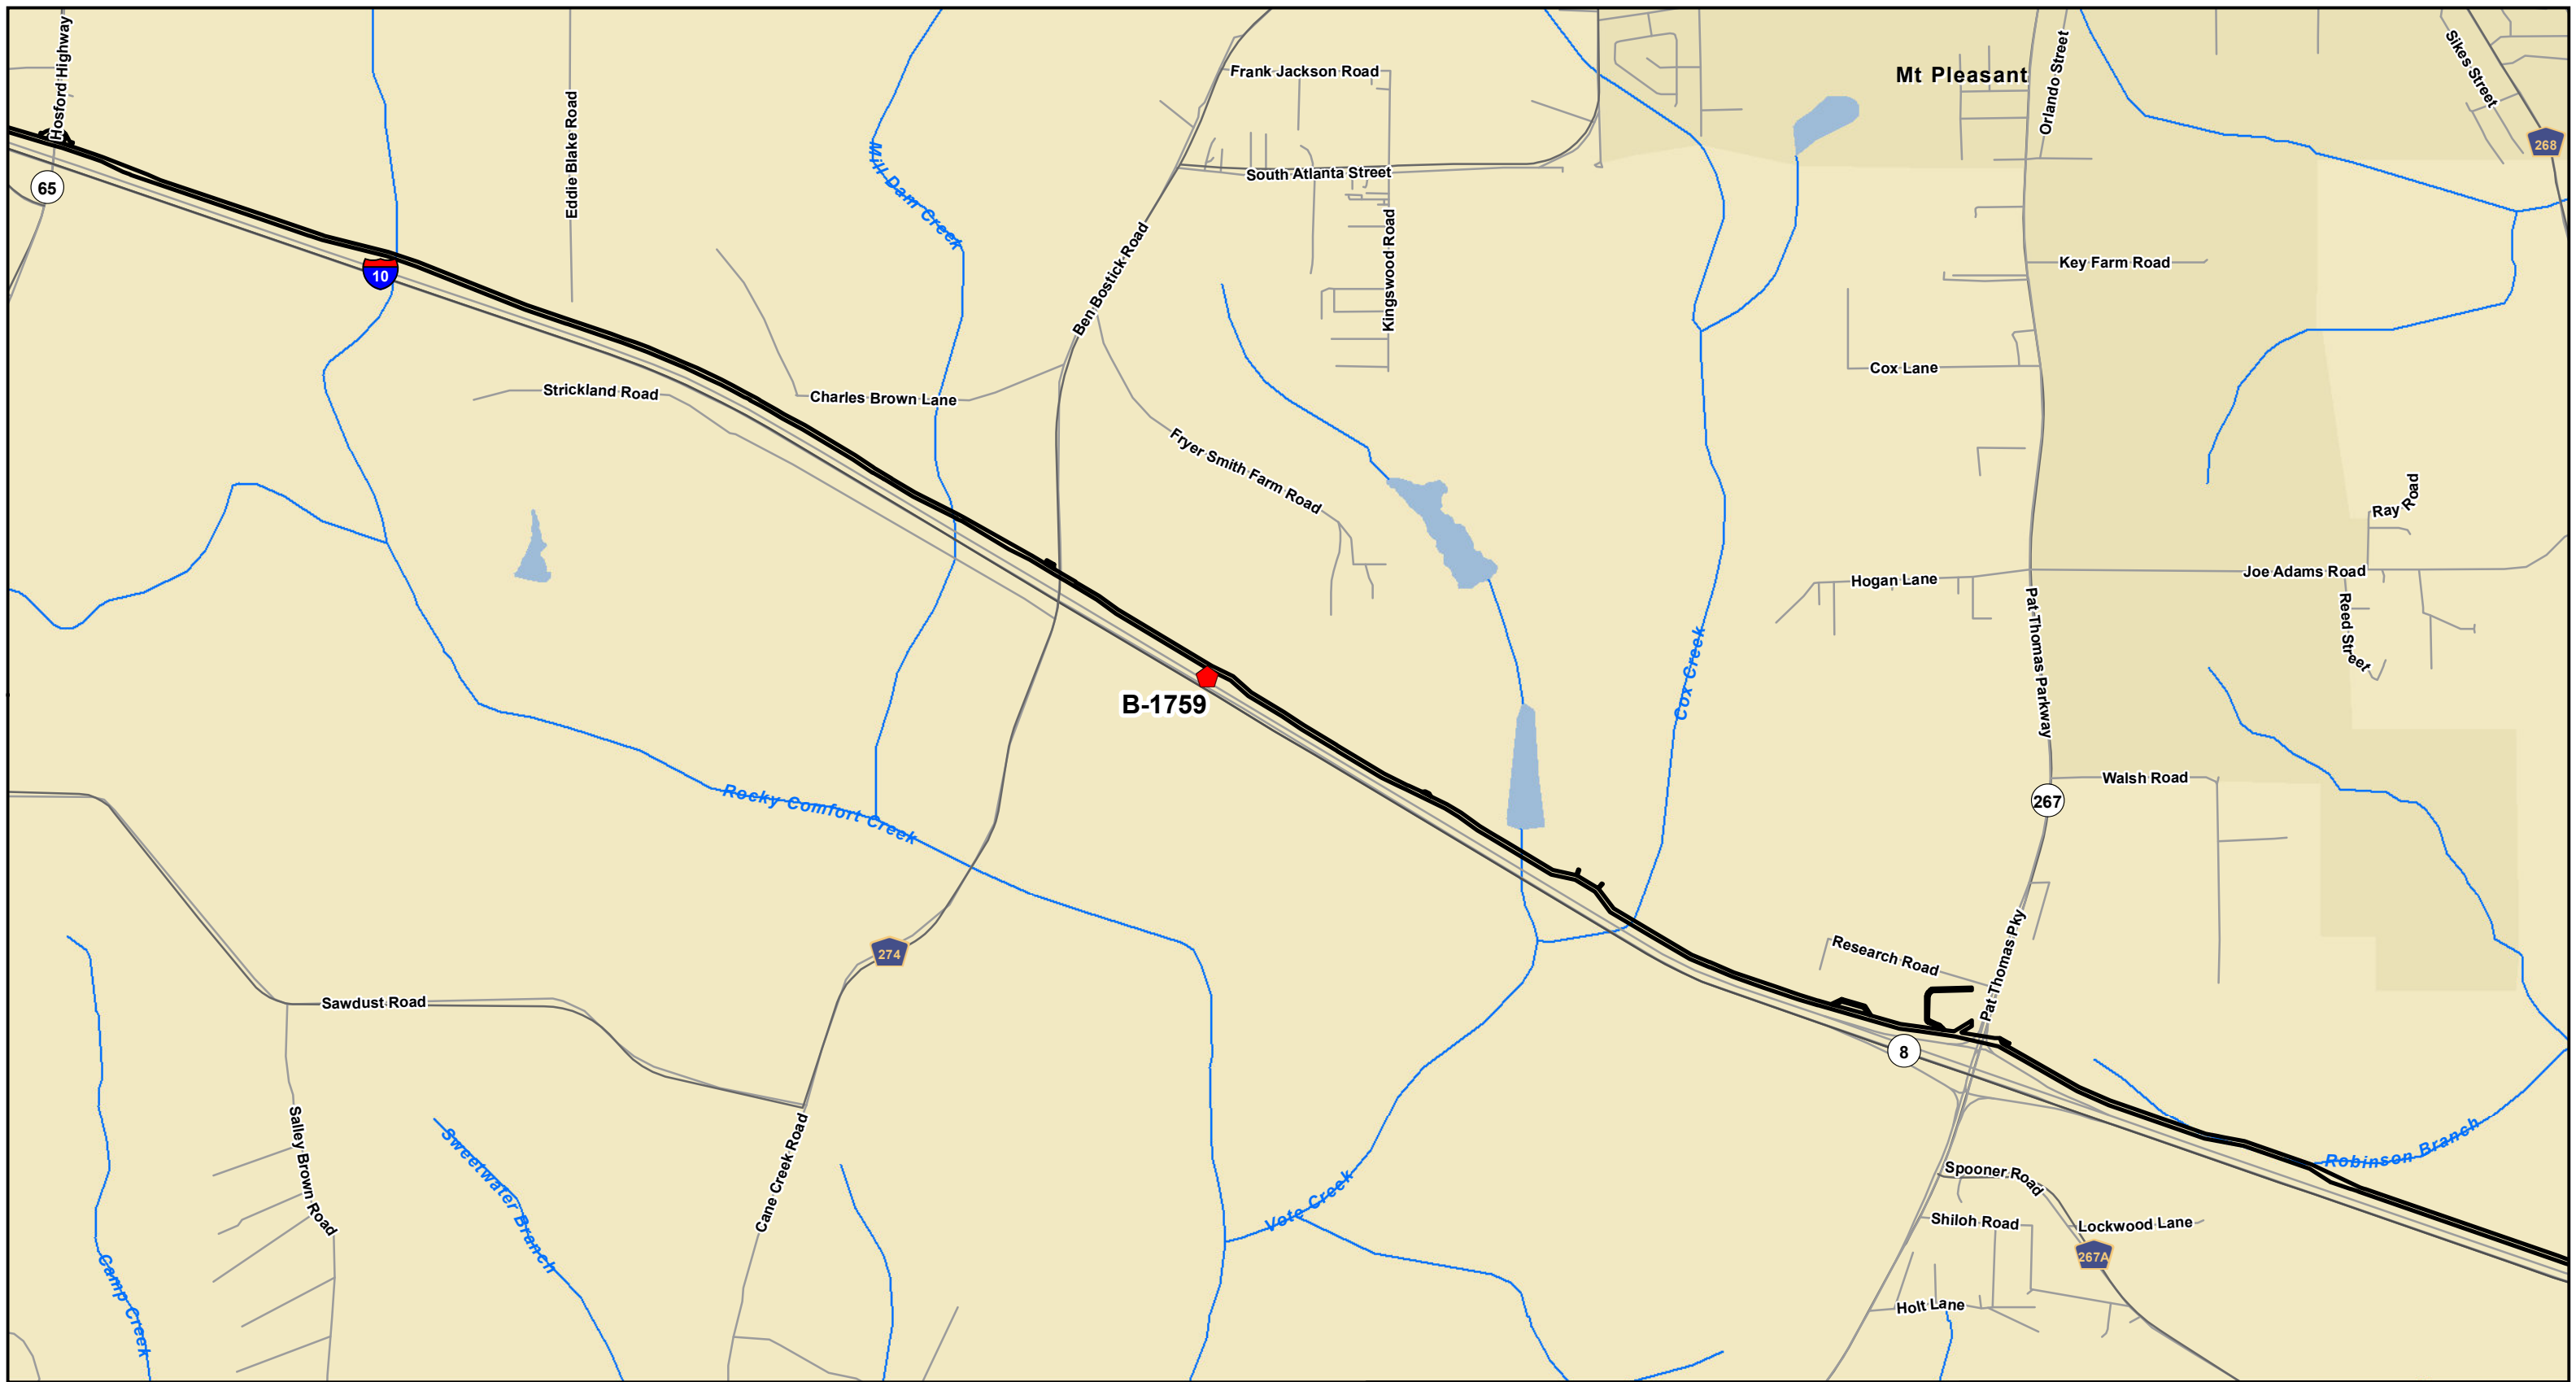 Hosford Highway
Eddie Blake Road
Mill Dam Creek
Frank Jackson Road
South Atlanta Street
Kingswood Road
Ben Bostick Road
Mt Pleasant
Orlando Street
Sikes Street
268
65
10
Key Farm Road
Cox Lane
Strickland Road
Charles Brown Lane
Fryer Smith Farm Road
Ray Road
Joe Adams Road
Hogan Lane
Reed Street
Pat Thomas Parkway
Cox Creek
B-1759
Walsh Road
267
Rocky Comfort Creek
274
Research Road
Pat Thomas Pky
Sawdust Road
8
Salley Brown Road
Sweetwater Branch
Cane Creek Road
Vote Creek
Robinson Branch
Spooner Road
Shiloh Road
Lockwood Lane
267A
Holt Lane
Camp Creek